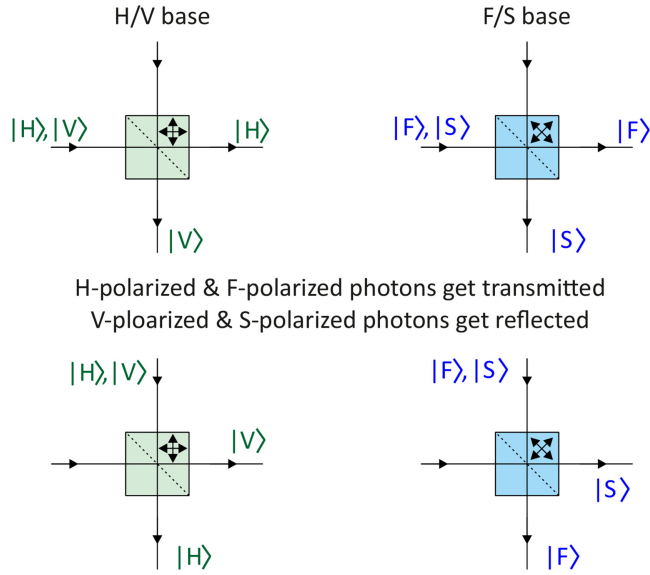 H/V base
F/S base
|H⟩,|V⟩
|H⟩
|F⟩,|S⟩
|F⟩
|V⟩
|S⟩
H-polarized & F-polarized photons get transmitted
V-ploarized & S-polarized photons get reflected
|H⟩,|V⟩
|F⟩,|S⟩
|V⟩
|S⟩
|H⟩
|F⟩